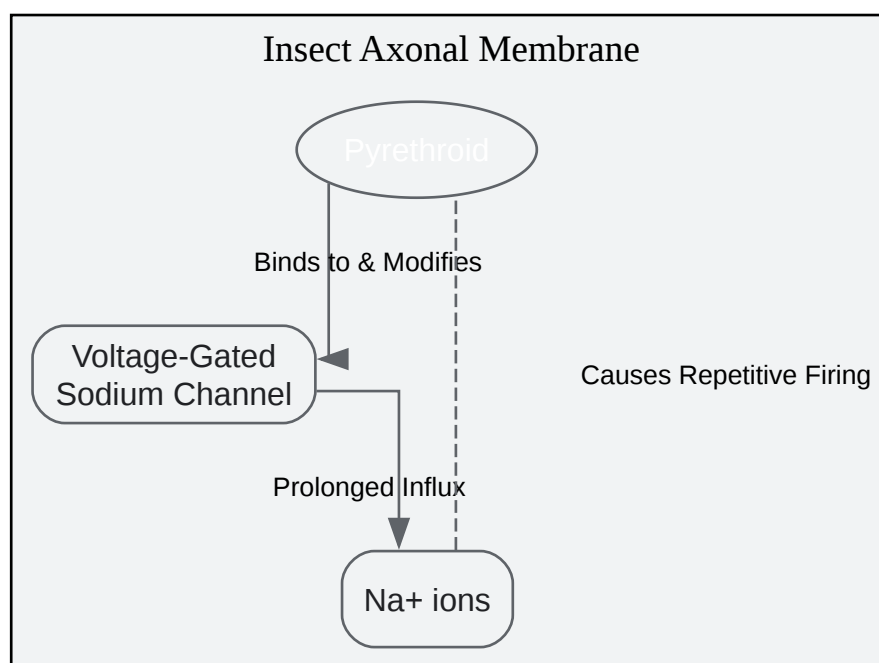 Insect Axonal Membrane
Pyrethroid
Binds to & Modifies
Voltage-Gated
Sodium Channel
Causes Repetitive Firing
Prolonged Influx
Na+ ions